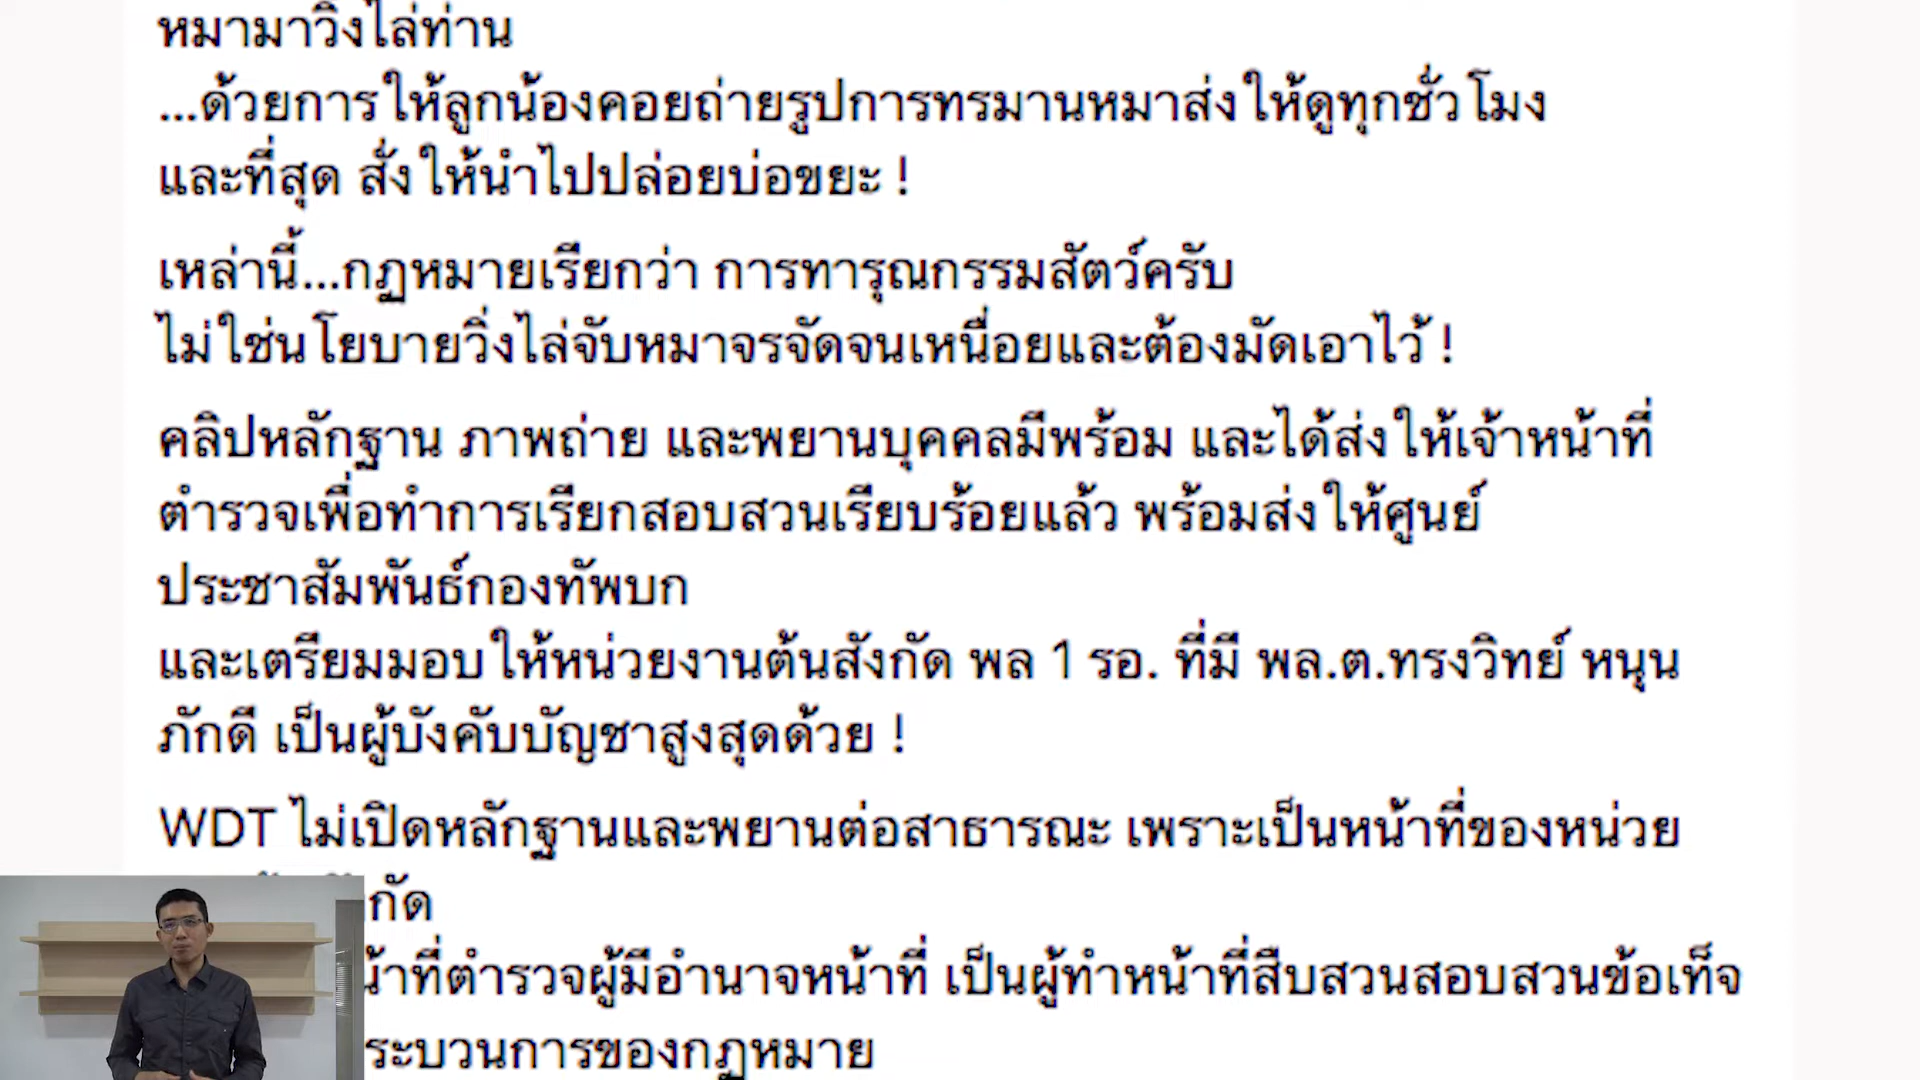 หมามาวิ่งไล่ท่าน
...ด้วยการให้ลูกน้องคอยถ่ายรูปการทรมานหมาส่งให้ดูทุกชั่วโมง
และที่สุด สั่งให้นำไปปล่อยบ่อขยะ !
เหล่านี้...กฎหมายเรียกว่า การทารุณกรรมสัตว์ครับ
ไม่ใช่นโยบายวิ่งไล่จับหมาจรจัดจนเหนื่อยและต้องมัดเอาไว้ !
คลิปหลักฐาน ภาพถ่าย และพยานบุคคลมีพร้อม และได้ส่งให้เจ้าหน้าที่
ตำรวจเพื่อทำการเรียกสอบสวนเรียบร้อยแล้ว พร้อมส่งให้ศูนย์
ประชาสัมพันธ์กองทัพบก
และเตรียมมอบให้หน่วยงานต้นสังกัด พล 1 รอ. ที่มี พล.ต.ทรงวิทย์ หนุน
ภักดี เป็นผู้บังคับบัญชาสูงสุดด้วย !
WDT ไม่เปิดหลักฐานและพยานต่อสาธารณะ เพราะเป็นหน้าที่ของหน่วย
กัด
น้าที่ตำรวจผู้มีอำนาจหน้าที่ เป็นผู้ทำหน้าที่สืบสวนสอบสวนข้อเท็จ
ระบวนการของกฎหมาย